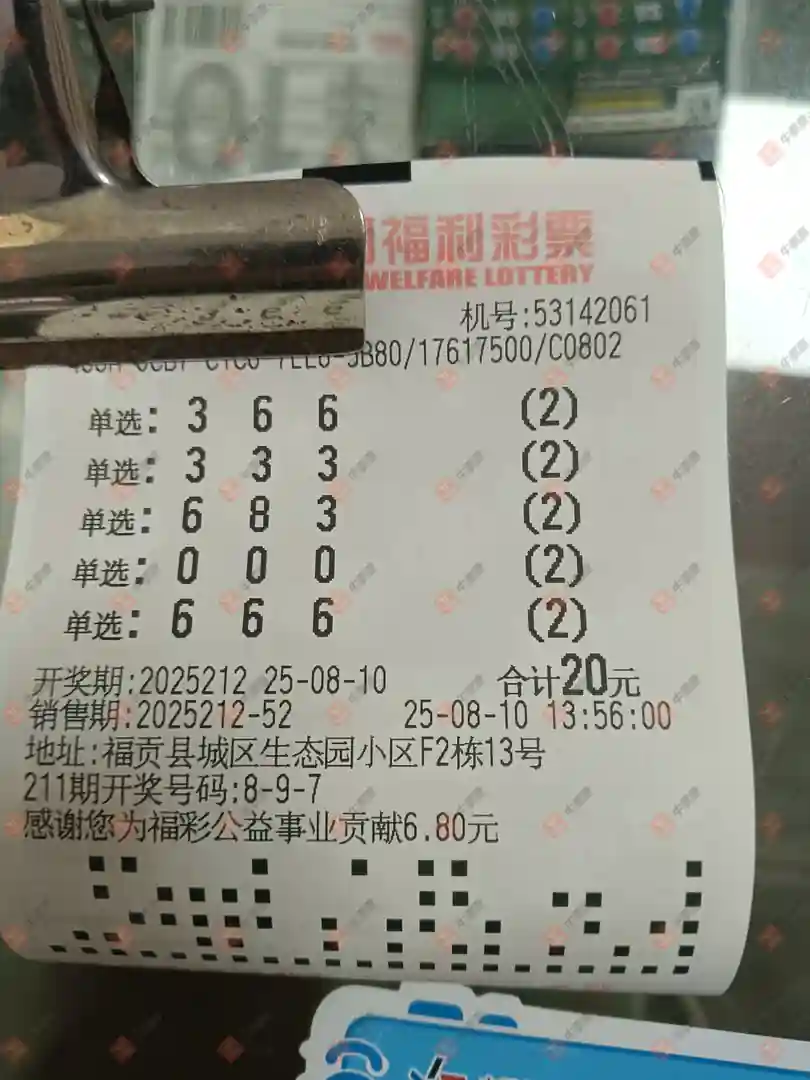 福利彩票
WELFARE LOTTERY
机号:53142061
5B80/17617500/C0802
单选: 3 6 6 (2)
单选: 3 3 3 (2)
单选: 6 8 3 (2)
单选: 0 0 0 (2)
单选: 6 6 6 (2)
开奖期:2025212 25-08-10 合计20元
销售期:2025212-52 25-08-10 13:56:00
地址:福贡县城区生态园小区F2栋13号
211期开奖号码:8-9-7
感谢您为福彩公益事业贡献6.80元